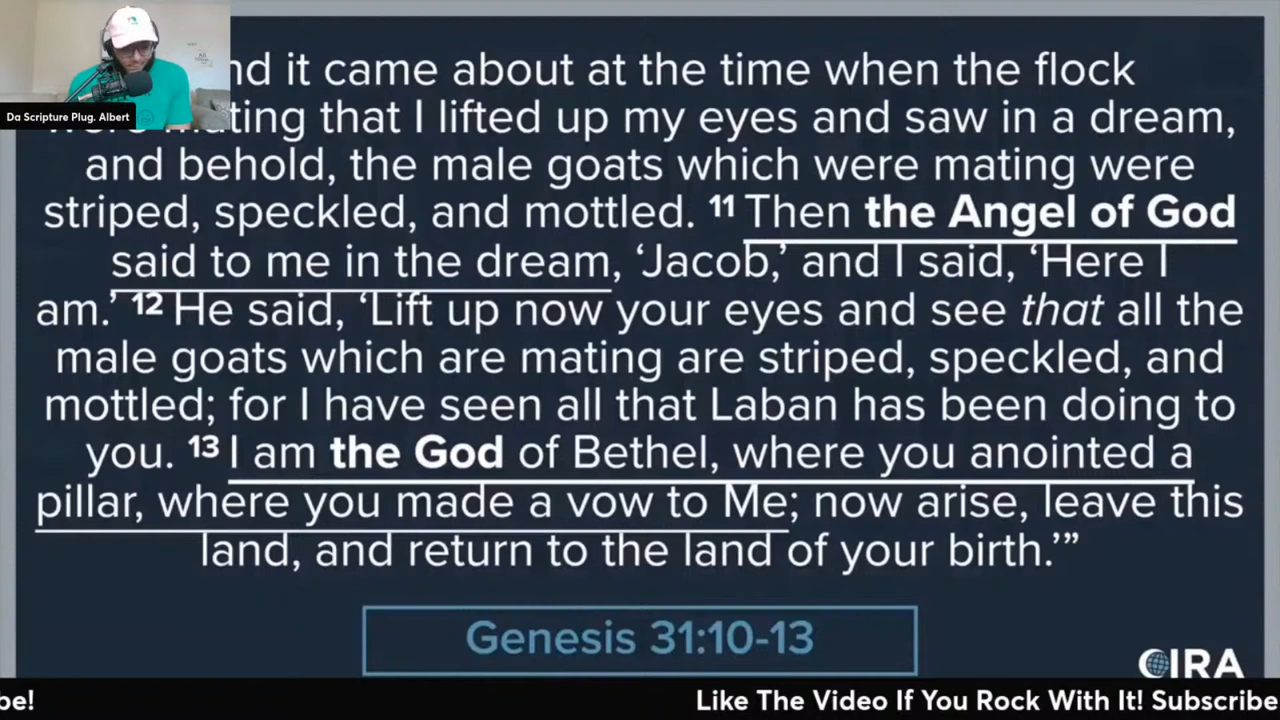 nd it came about at the time when the flock
Da Scripture Plug. Albert
ting that I lifted up my eyes and saw in a dream,
and behold, the male goats which were mating were
striped, speckled, and mottled. 11 Then the Angel of God
said to me in the dream, ‘Jacob,’ and I said, ‘Here I
am.’ 12 He said, ‘Lift up now your eyes and see that all the
male goats which are mating are striped, speckled, and
mottled; for I have seen all that Laban has been doing to
you. 13 I am the God of Bethel, where you anointed a
pillar, where you made a vow to Me; now arise, leave this
land, and return to the land of your birth.’”
Genesis 31:10-13
CIRA
be! Like The Video If You Rock With It! Subscribe